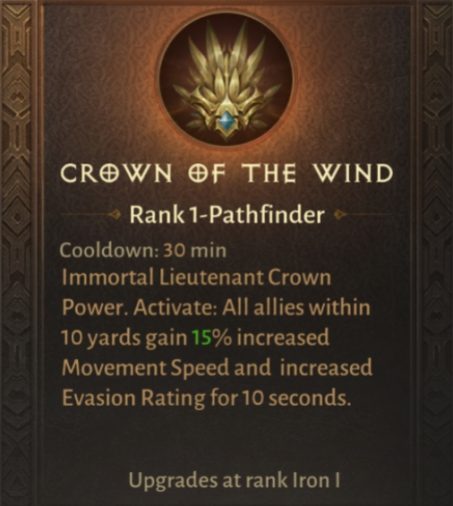 CROWN OF THE WIND
Rank 1-Pathfinder
Cooldown: 30 min
Immortal Lieutenant Crown
Power. Activate: All allies within
10 yards gain 15% increased
Movement Speed and  increased
Evasion Rating for 10 seconds.
Upgrades at rank Iron I